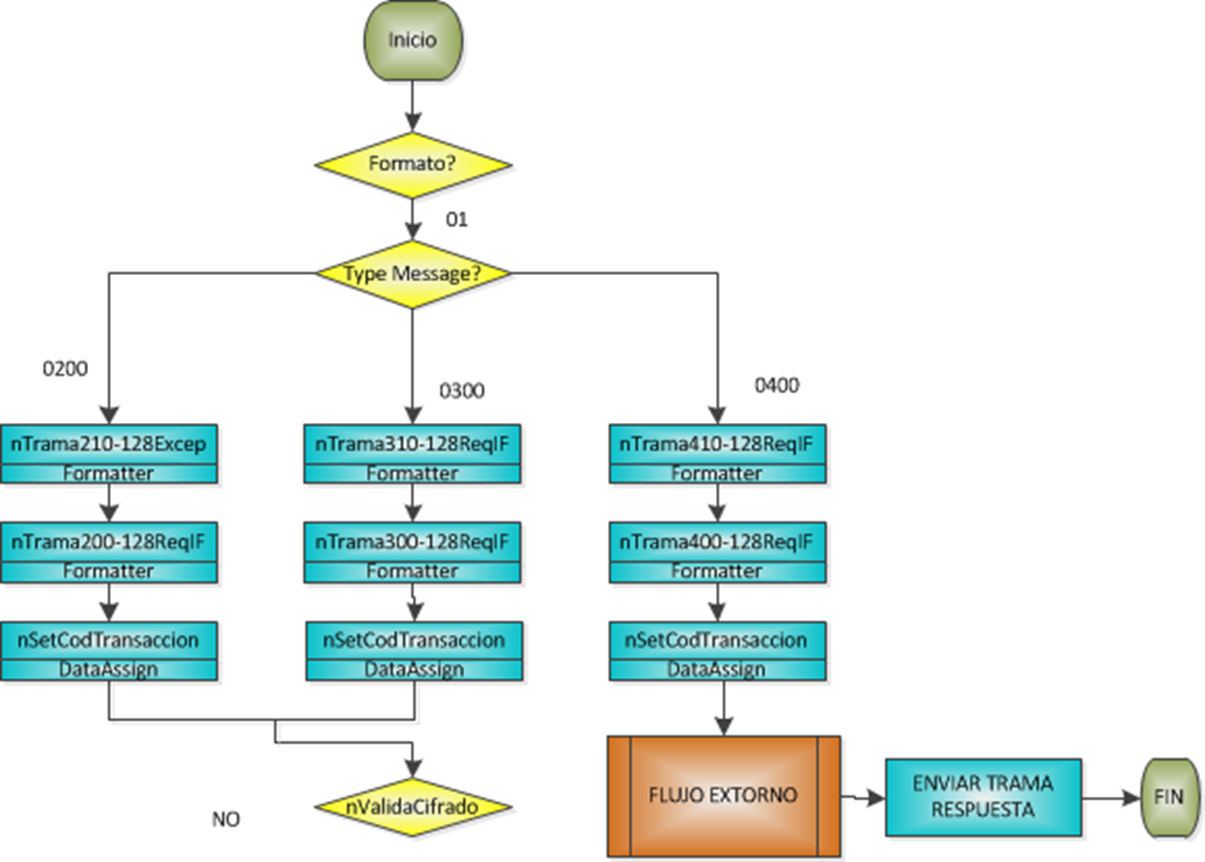 Inicio
Formato?
01
Type Message?
0200
0300
0400
nTrama210-128Excep
Formatter
nTrama310-128ReqIF
Formatter
nTrama410-128ReqIF
Formatter
nTrama200-128ReqIF
Formatter
nTrama300-128ReqIF
Formatter
nTrama400-128ReqIF
Formatter
nSetCodTransaccion
DataAssign
nSetCodTransaccion
DataAssign
nSetCodTransaccion
DataAssign
NO
nValidaCifrado
FLUJO EXTORNO
ENVIAR TRAMA
RESPUESTA
FIN